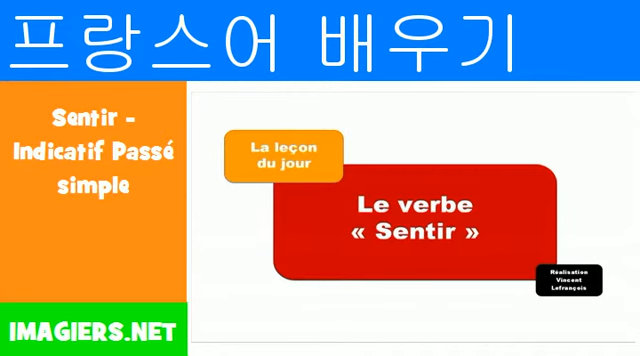 프랑스어 배우기
Sentir -
Indicatif Passé
simple
La leçon
du jour
Le verbe
« Sentir »
Réalisation
Vincent
Lefrançois
IMAGIERS.NET